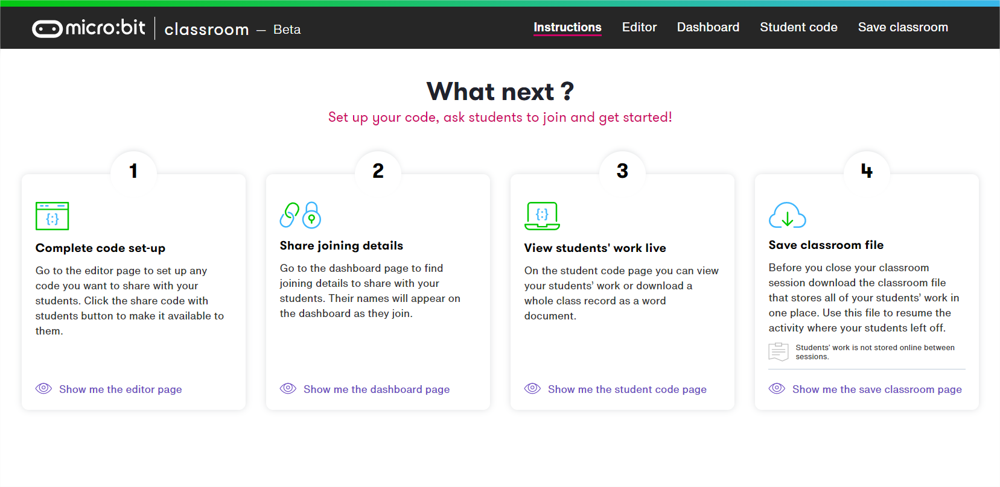 micro:bit classroom — Beta
Instructions Editor Dashboard Student code Save classroom
What next ?
Set up your code, ask students to join and get started!
1
{:}
Complete code set-up
Go to the editor page to set up any
code you want to share with your
students. Click the share code with
students button to make it available to
them.
Show me the editor page
2
Share joining details
Go to the dashboard page to find
joining details to share with your
students. Their names will appear on
the dashboard as they join.
Show me the dashboard page
3
{:}
View students' work live
On the student code page you can view
your students’ work or download a
whole class record as a word
document.
Show me the student code page
4
Save classroom file
Before you close your classroom
session download the classroom file
that stores all of your students’ work in
one place. Use this file to resume the
activity where your students left off.
Students’ work is not stored online between
sessions.
Show me the save classroom page